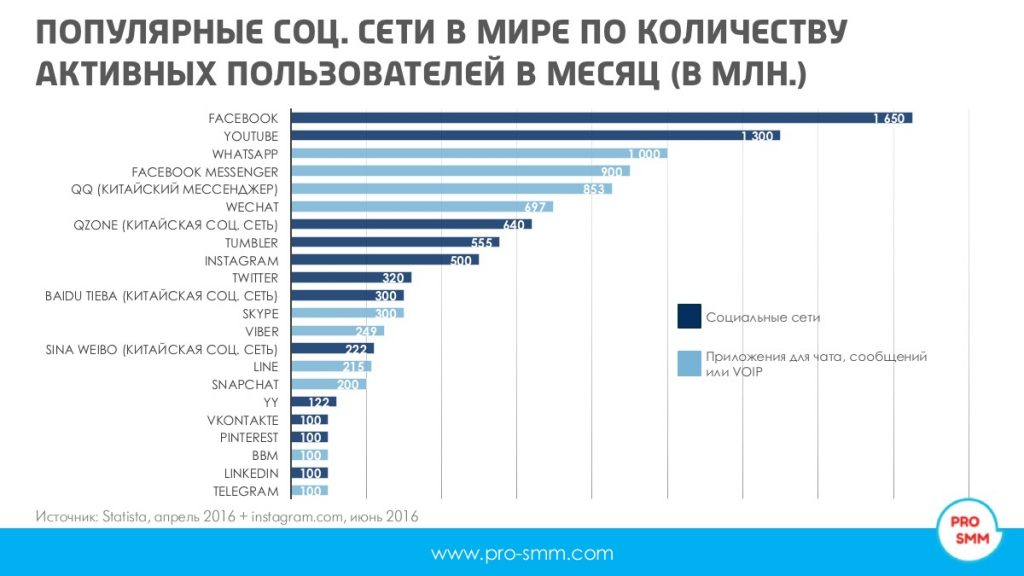 ПОПУЛЯРНЫЕ СОЦ. СЕТИ В МИРЕ ПО КОЛИЧЕСТВУ
АКТИВНЫХ ПОЛЬЗОВАТЕЛЕЙ В МЕСЯЦ (В МЛН.)
FACEBOOK 1 650
YOUTUBE 1 300
WHATSAPP 1 000
FACEBOOK MESSENGER 900
QQ (КИТАЙСКИЙ МЕССЕНДЖЕР) 853
WECHAT 697
QZONE (КИТАЙСКАЯ СОЦ. СЕТЬ) 640
TUMBLER 555
INSTAGRAM 500
TWITTER 320
BAIDU TIEBA (КИТАЙСКАЯ СОЦ. СЕТЬ) 300
SKYPE 300
VIBER 249
SINA WEIBO (КИТАЙСКАЯ СОЦ. СЕТЬ) 222
LINE 215
SNAPCHAT 200
YY 122
VKONTAKTE 100
PINTEREST 100
BBM 100
LINKEDIN 100
TELEGRAM 100
Социальные сети
Приложения для чата, сообщений
или VOIP
Источник: Statista, апрель 2016 + instagram.com, июнь 2016
www.pro-smm.com
PRO
SMM